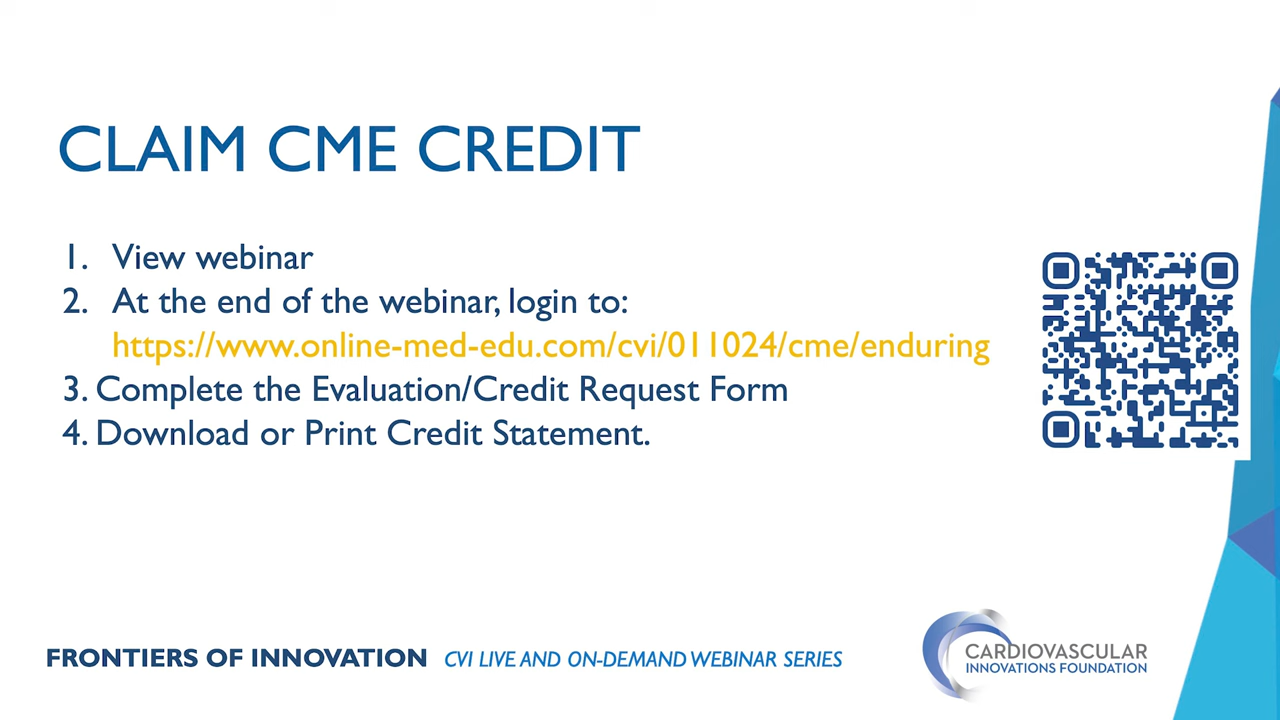 CLAIM CME CREDIT
1. View webinar
2. At the end of the webinar, login to:
https://www.online-med-edu.com/cvi/011024/cme/enduring
3. Complete the Evaluation/Credit Request Form
4. Download or Print Credit Statement.
FRONTIERS OF INNOVATION CVI LIVE AND ON-DEMAND WEBINAR SERIES
CARDIOVASCULAR
INNOVATIONS FOUNDATION